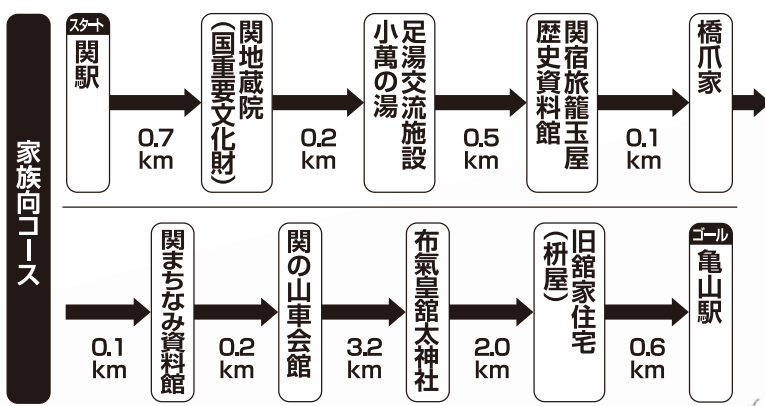 家族向コース
スタート
関駅
0.7
km
関地蔵院
(国重要文化財)
0.2
km
足湯交流施設
小萬の湯
0.5
km
関宿旅籠玉屋
歴史資料館
0.1
km
橋爪家
0.1
km
関まちなみ資料館
0.2
km
関の山車会館
3.2
km
布氣皇舘太神社
2.0
km
旧舘家住宅
(枡屋)
0.6
km
ゴール
亀山駅